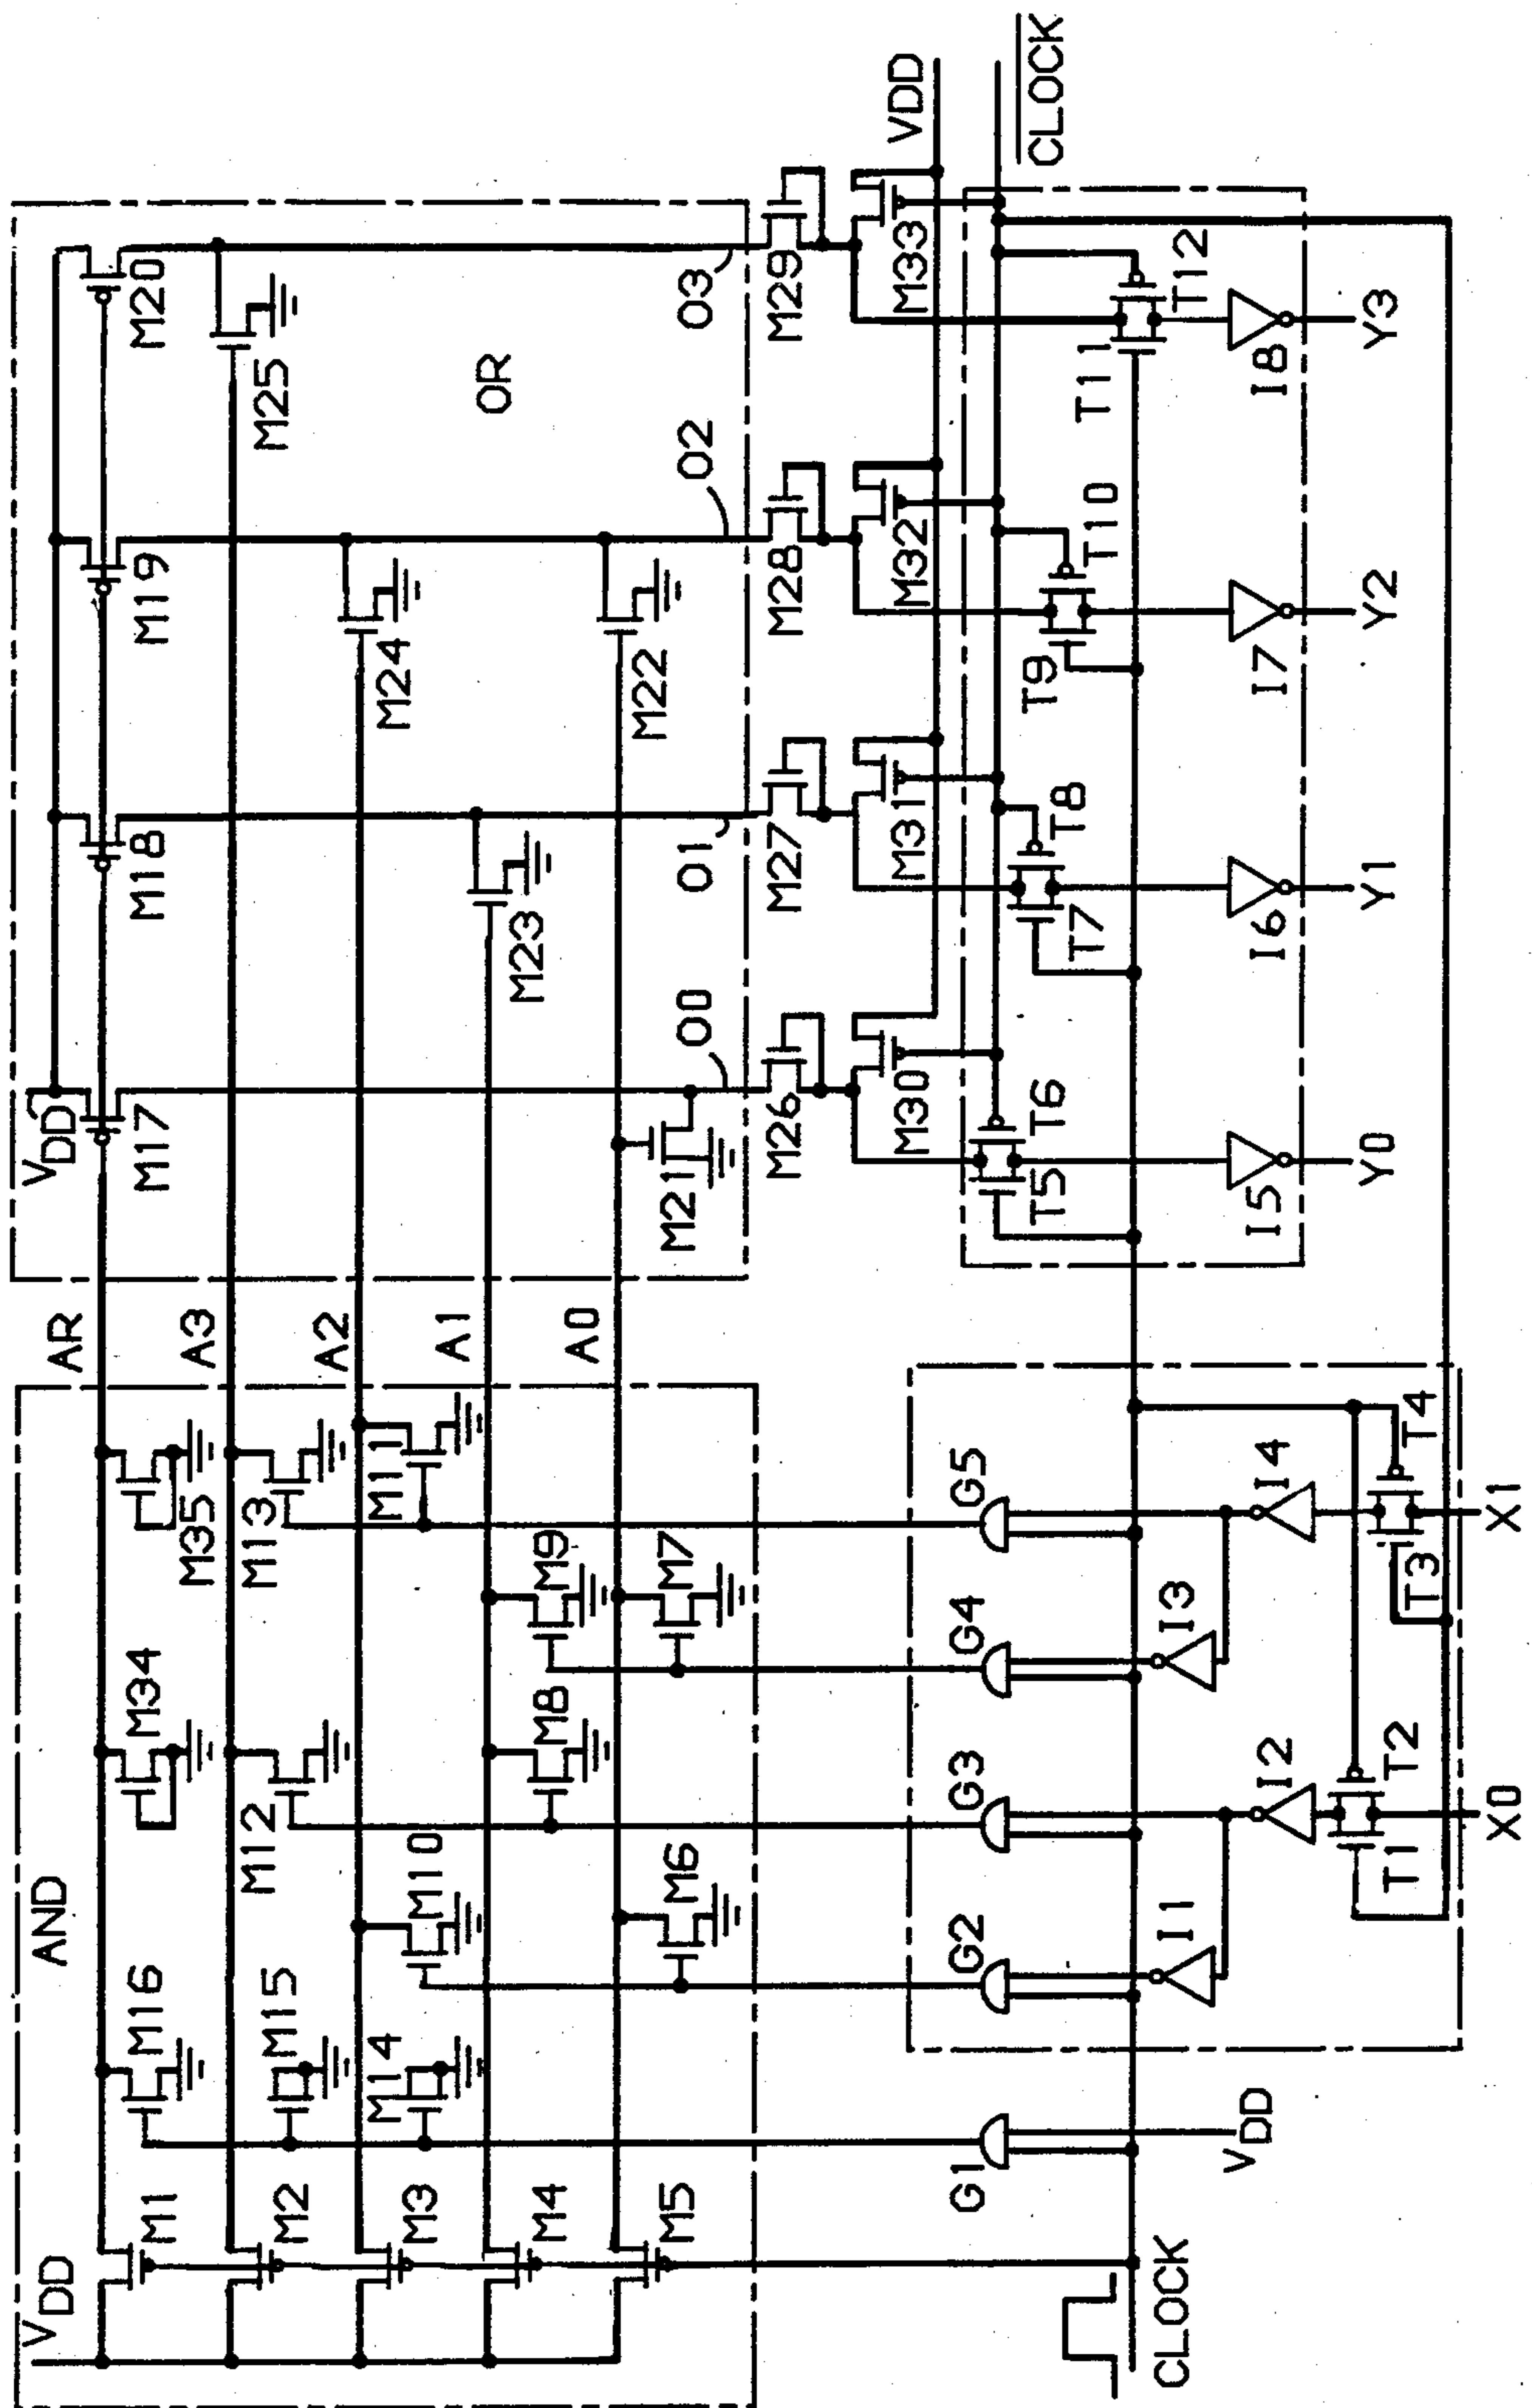 VDD
M1
M2
M3
M4
M5
AND
M16
M15
M14
M34
M12
M10
M8
M6
M35
M13
M11
M9
M7
AR
A3
A2
A1
A0
VDD
M17
M18
M19
M20
M25
M24
M23
M22
M21
OR
O0
O1
O2
O3
M26
M27
M28
M29
M30
M31
M32
M33
VDD
CLOCK
CLOCK
G1
VDD
G2
G3
G4
G5
I1
I2
I3
I4
T1
T2
T3
T4
X0
X1
T5
T6
T7
T8
T9
T10
T11
T12
I5
I6
I7
I8
Y0
Y1
Y2
Y3